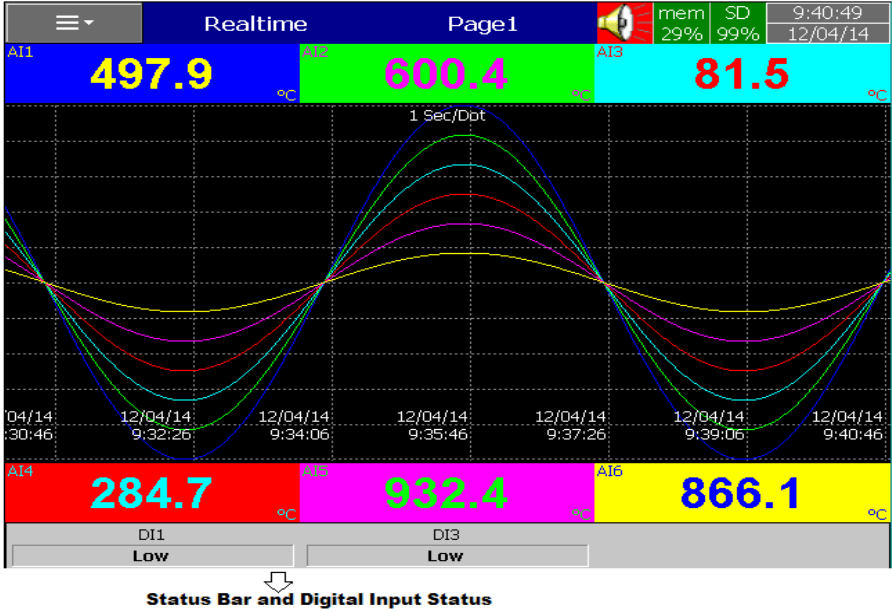 Realtime Page1 mem 29% SD 99% 9:40:49 12/04/14
AI1 497.9 °C
AI2 600.4 °C
AI3 81.5 °C
1 Sec/Dot
'04/14 12/04/14 12/04/14 12/04/14 12/04/14 12/04/14 12/04/14
:30:46 9:32:26 9:34:06 9:35:46 9:37:26 9:39:06 9:40:46
AI4 284.7 °C
AI5 932.4 °C
AI6 866.1 °C
DI1 DI3
Low Low
Status Bar and Digital Input Status